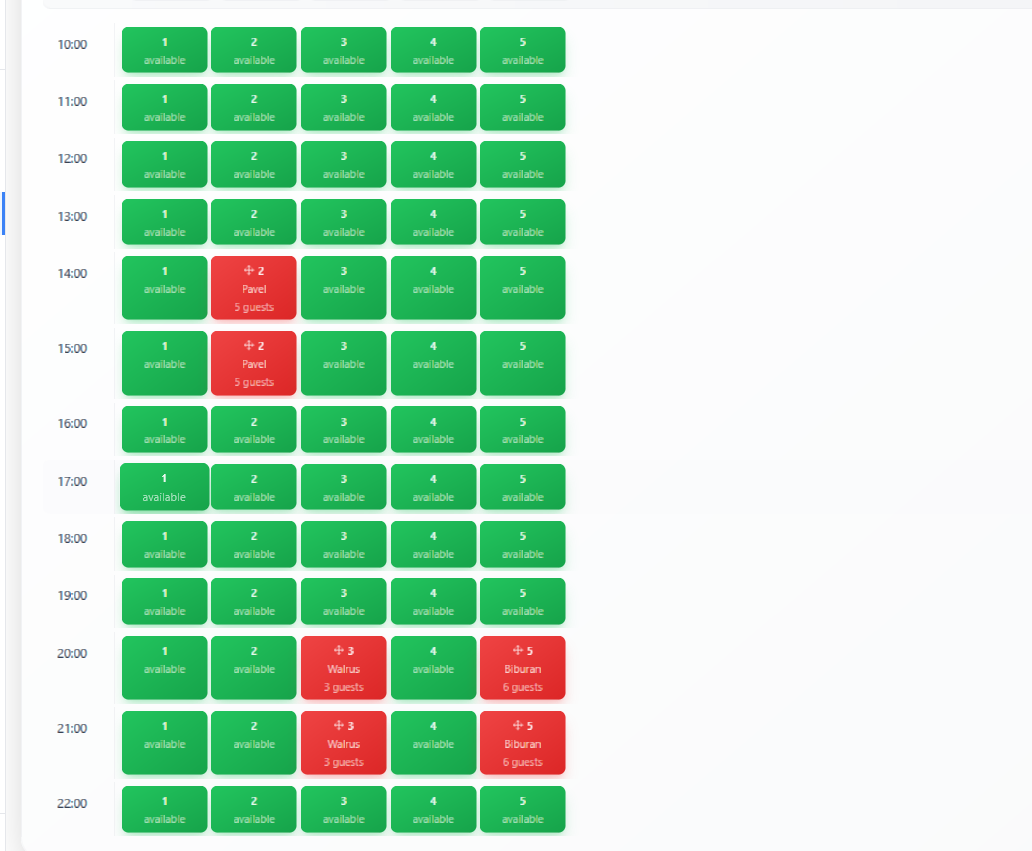 10:00 1 2 3 4 5
available available available available available
11:00 1 2 3 4 5
available available available available available
12:00 1 2 3 4 5
available available available available available
13:00 1 2 3 4 5
available available available available available
14:00 1 2 3 4 5
available Pavel available available available
5 guests
15:00 1 2 3 4 5
available Pavel available available available
5 guests
16:00 1 2 3 4 5
available available available available available
17:00 1 2 3 4 5
available available available available available
18:00 1 2 3 4 5
available available available available available
19:00 1 2 3 4 5
available available available available available
20:00 1 2 3 4 5
available available Walrus available Biburan
3 guests 6 guests
21:00 1 2 3 4 5
available available Walrus available Biburan
3 guests 6 guests
22:00 1 2 3 4 5
available available available available available